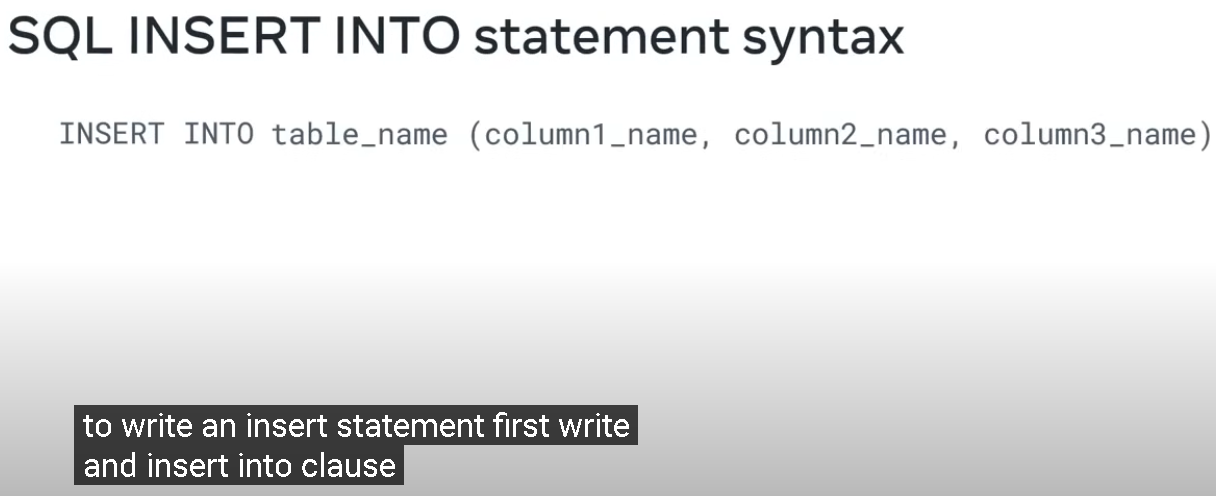 SQL INSERT INTO statement syntax
INSERT INTO table_name (column1_name, column2_name, column3_name)
to write an insert statement first write
and insert into clause